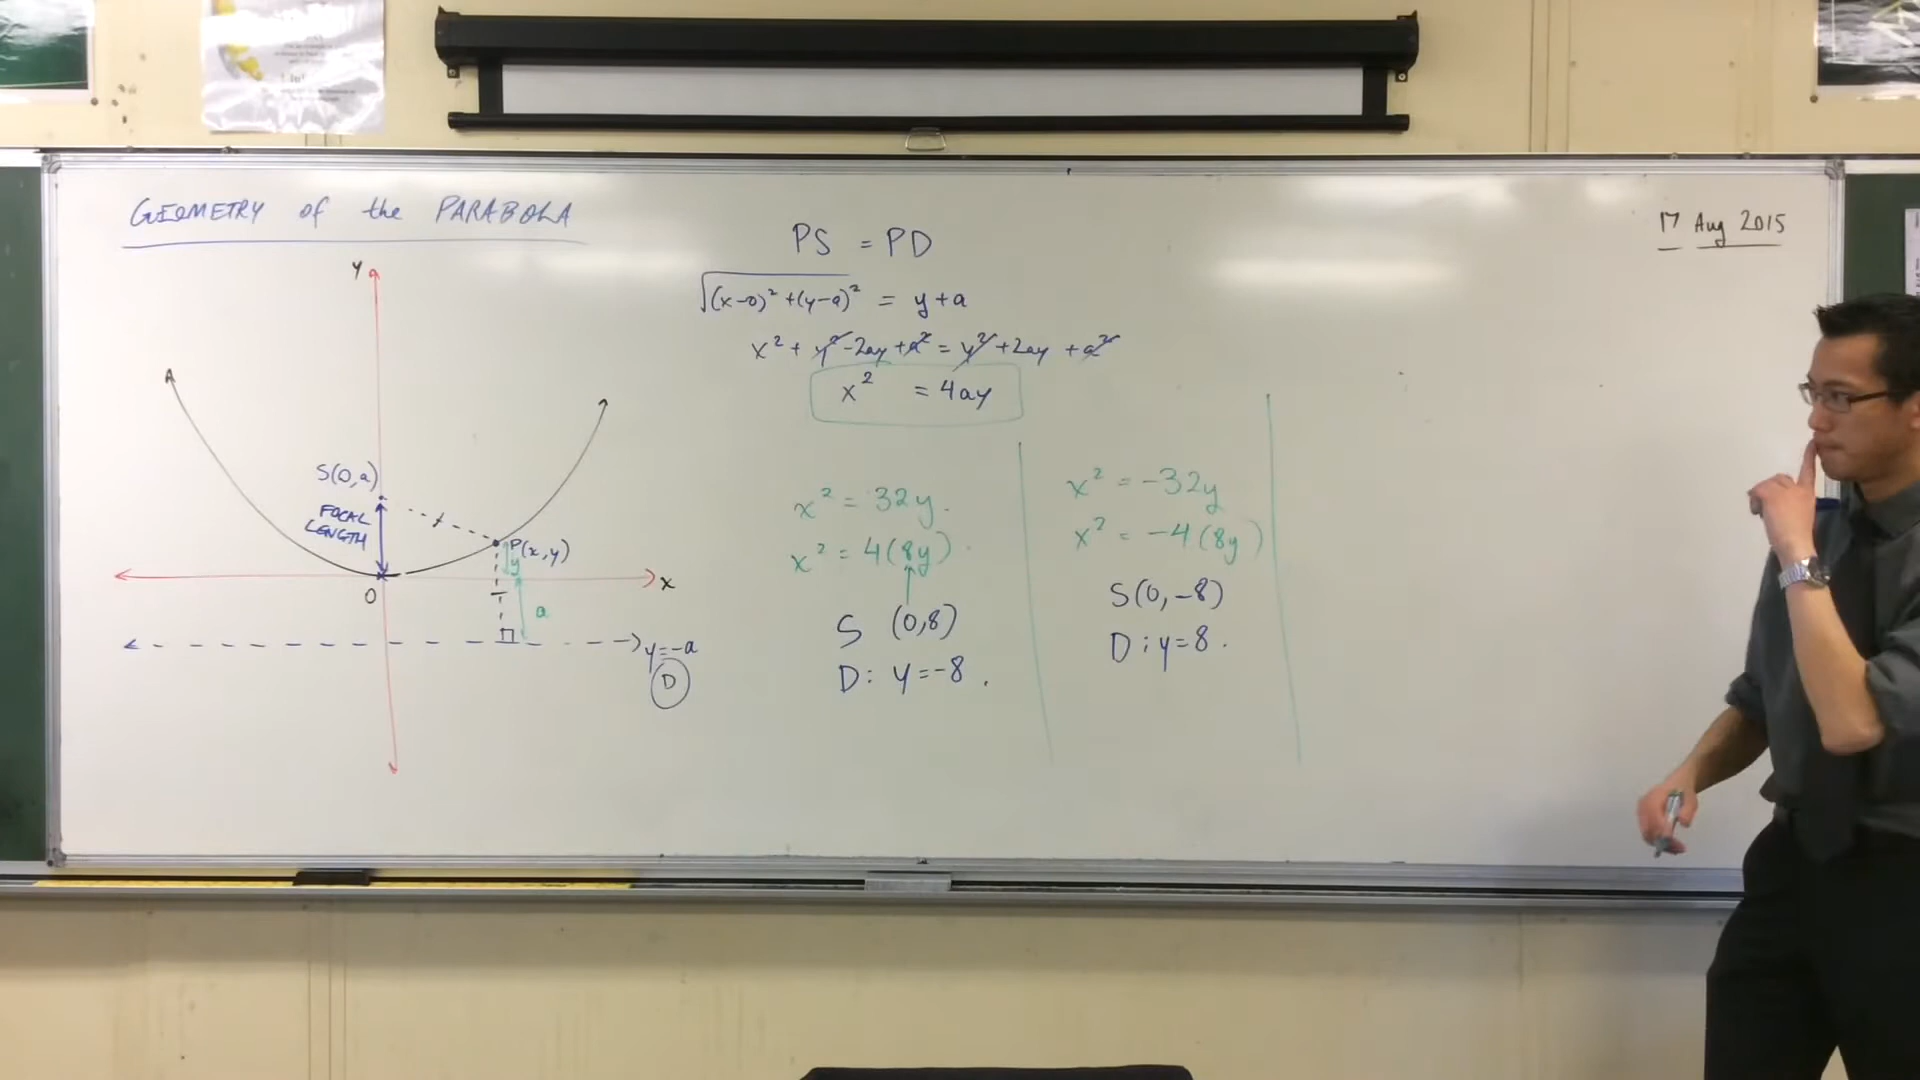 GEOMETRY of the PARABOLA
17 Aug 2015
Y
S(0,a)
FOCAL
LENGTH
P(x,y)
y
x
O
a
y=-a
D
PS = PD
√(x-0)² + (y-a)² = y+a
x² + y² - 2ay + a² = y² + 2ay + a²
x² = 4ay
x² = 32y.
x² = 4(8y)
S (0,8)
D: y=-8.
x² = -32y
x² = -4(8y)
S(0,-8)
D: y=8.